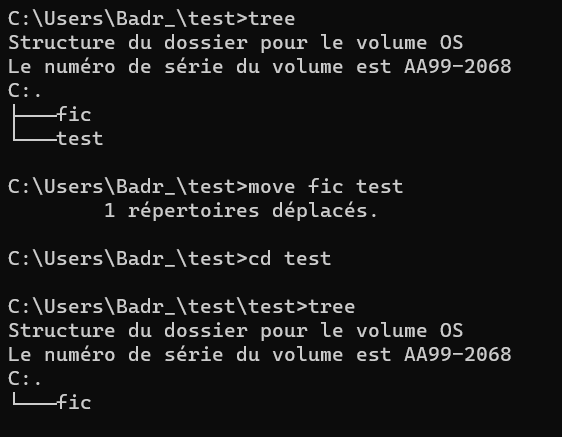 C:\Users\Badr_\test>tree
Structure du dossier pour le volume OS
Le numéro de série du volume est AA99-2068
C:.
├───fic
└───test
C:\Users\Badr_\test>move fic test
        1 répertoires déplacés.
C:\Users\Badr_\test>cd test
C:\Users\Badr_\test\test>tree
Structure du dossier pour le volume OS
Le numéro de série du volume est AA99-2068
C:.
└───fic